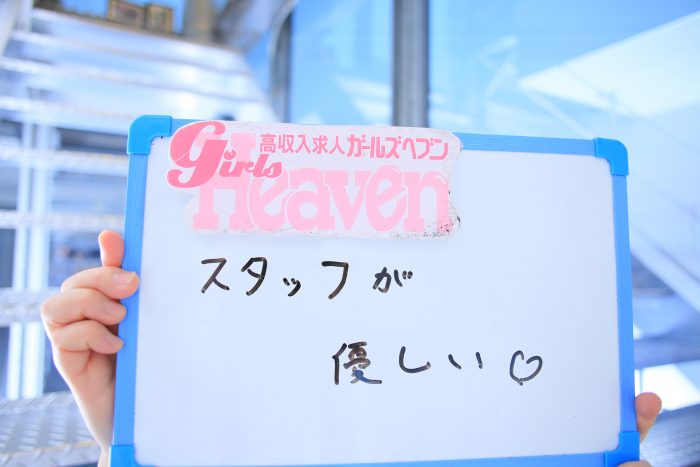 高収入求人ガールズヘブン
Girls
Heaven
スタッフが
優しい♡